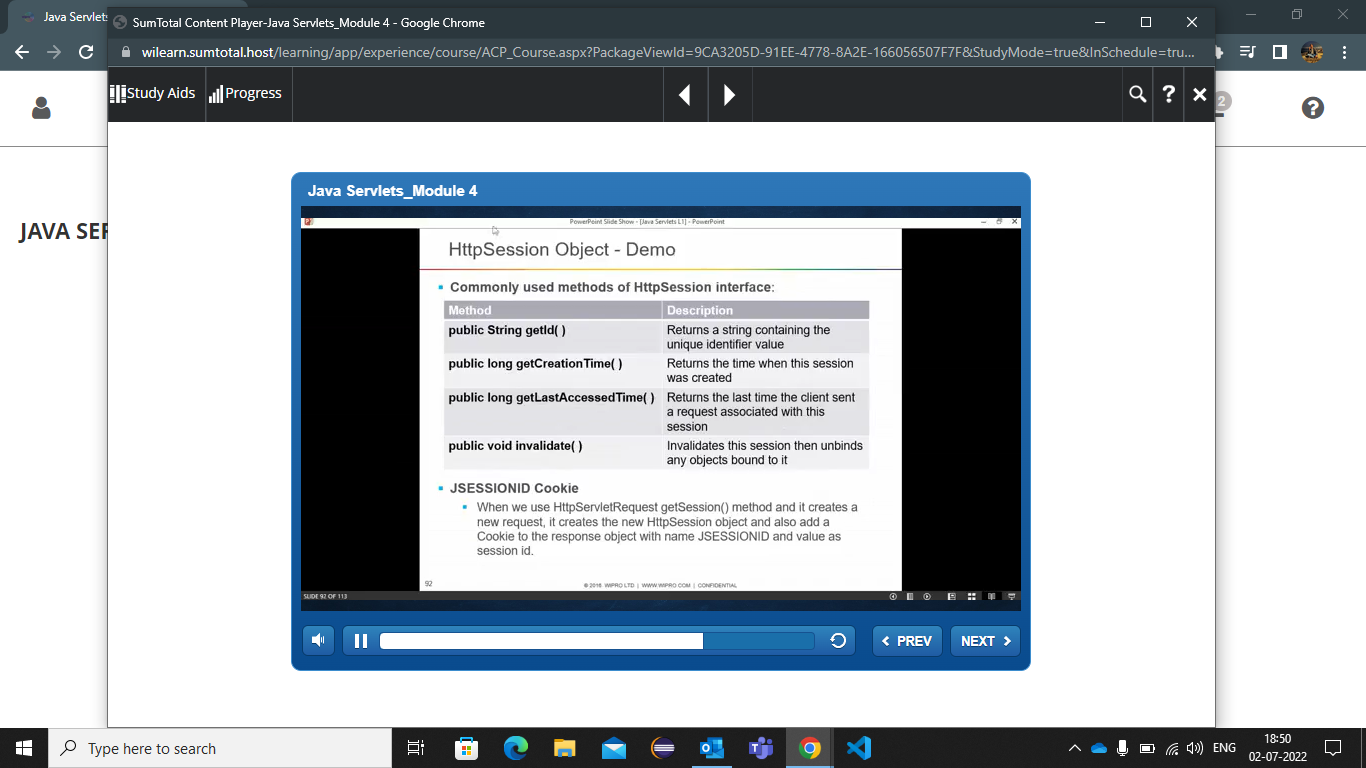 Java Servlets
SumTotal Content Player-Java Servlets_Module 4 - Google Chrome
wilearn.sumtotal.host/learning/app/experience/course/ACP_Course.aspx?PackageViewId=9CA3205D-91EE-4778-8A2E-166056507F7F&StudyMode=true&InSchedule=tru...
Study Aids
Progress
?
2
?
JAVA SER
Java Servlets_Module 4
PowerPoint Slide Show - [Java Servlets L1] - PowerPoint
HttpSession Object - Demo
Commonly used methods of HttpSession interface:
Method Description
public String getId( ) Returns a string containing the
unique identifier value
public long getCreationTime( ) Returns the time when this session
was created
public long getLastAccessedTime( ) Returns the last time the client sent
a request associated with this
session
public void invalidate( ) Invalidates this session then unbinds
any objects bound to it
JSESSIONID Cookie
When we use HttpServletRequest getSession() method and it creates a
new request, it creates the new HttpSession object and also add a
Cookie to the response object with name JSESSIONID and value as
session id.
92
© 2016 WIPRO LTD | WWW.WIPRO.COM | CONFIDENTIAL
SLIDE 92 OF 113
PREV
NEXT
Type here to search
ENG
18:50
02-07-2022